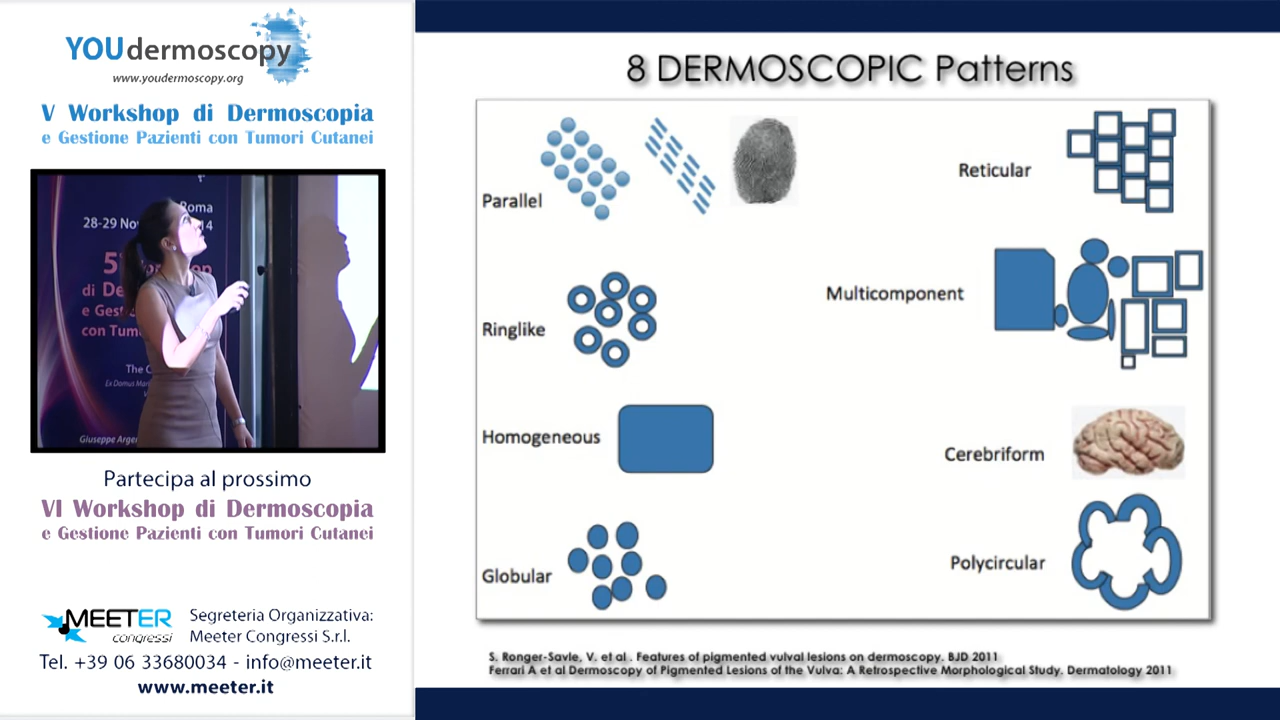 YOUdermoscopy
www.youdermoscopy.org
V Workshop di Dermoscopia
e Gestione Pazienti con Tumori Cutanei
Roma
28-29 Nov
14
5
di De
e Gest
con Tum
The C
Ex Domus Mar
Giuseppe Arge
Partecipa al prossimo
VI Workshop di Dermoscopia
e Gestione Pazienti con Tumori Cutanei
MEETER
congressi
Segreteria Organizzativa:
Meeter Congressi S.r.l.
Tel. +39 06 33680034 - info@meeter.it
www.meeter.it
8 DERMOSCOPIC Patterns
Parallel
Reticular
Ringlike
Multicomponent
Homogeneous
Cerebriform
Globular
Polycircular
S. Ronger-Savle, V. et al . Features of pigmented vulval lesions on dermoscopy. BJD 2011
Ferrari A et al Dermoscopy of Pigmented Lesions of the Vulva: A Retrospective Morphological Study. Dermatology 2011